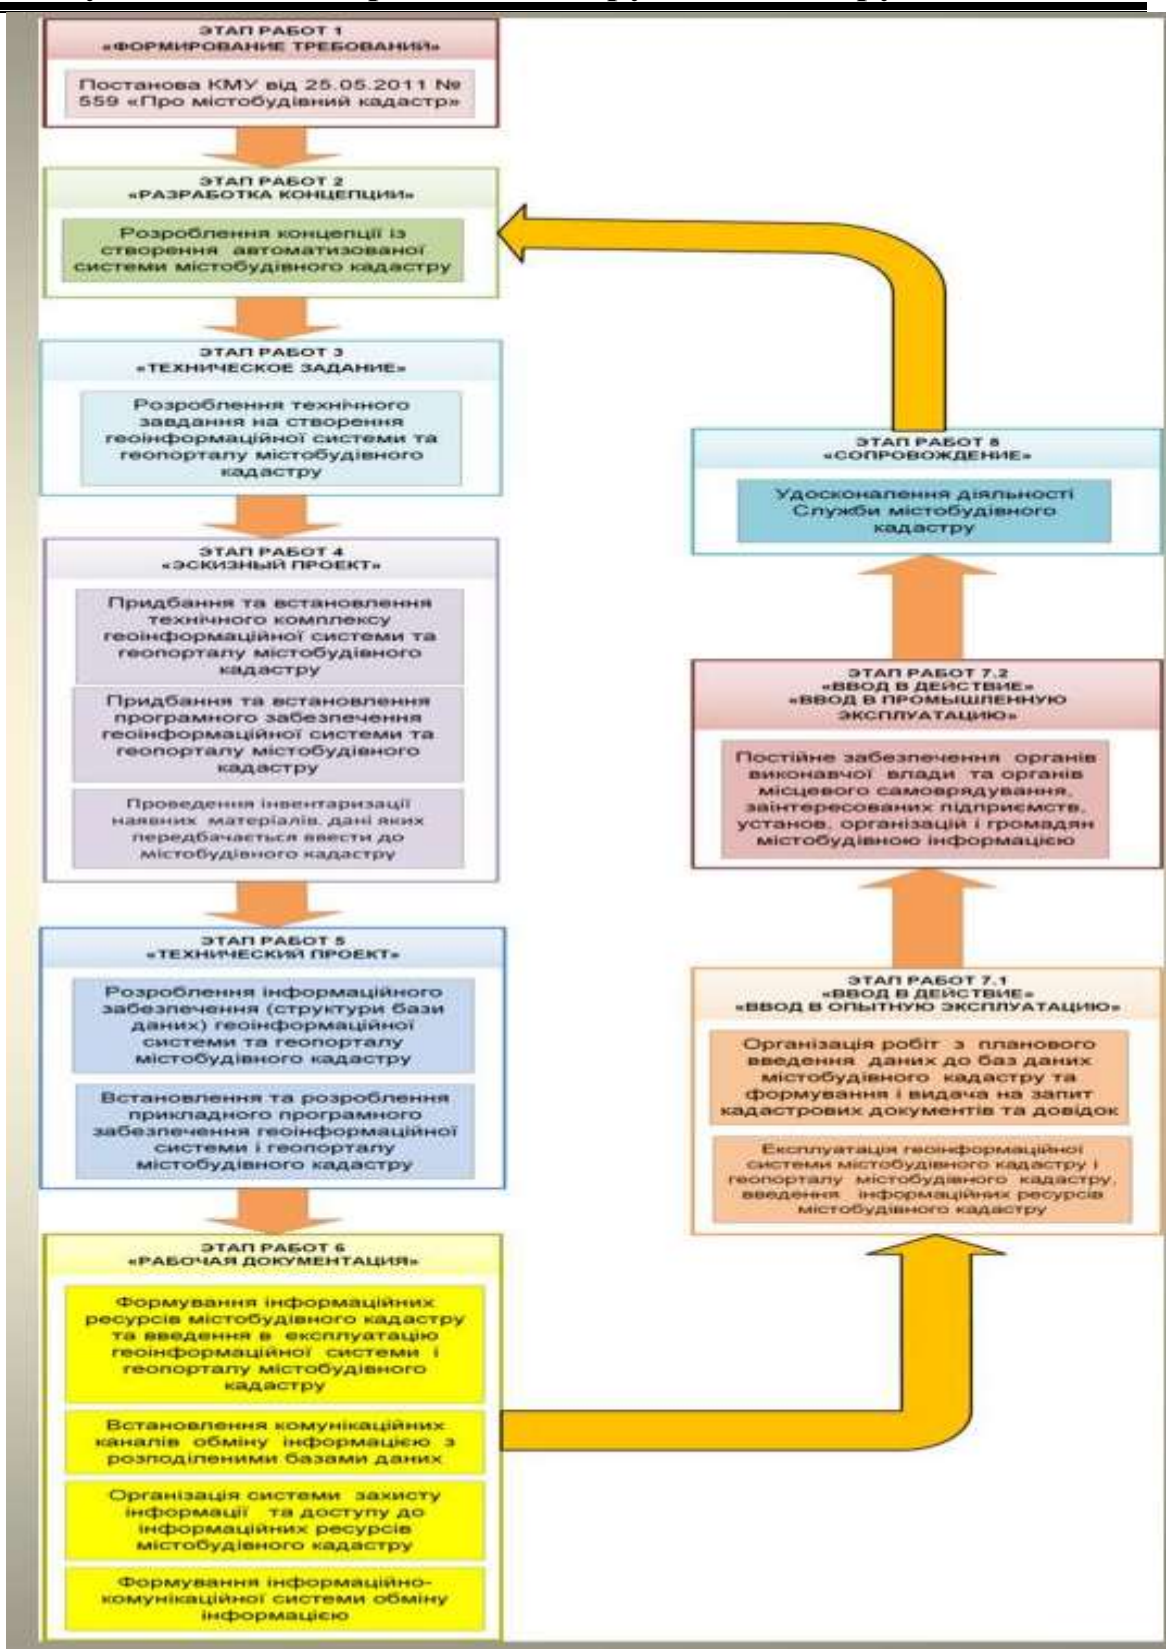 ЭТАП РАБОТ 1
«ФОРМИРОВАНИЕ ТРЕБОВАНИЙ»
Постанова КМУ від 25.05.2011 №
559 «Про містобудівний кадастр»
ЭТАП РАБОТ 2
«РАЗРАБОТКА КОНЦЕПЦИИ»
Розроблення концепції із
створення автоматизованої
системи містобудівного кадастру
ЭТАП РАБОТ 3
«ТЕХНИЧЕСКОЕ ЗАДАНИЕ»
Розроблення технічного
завдання на створення
геоінформаційної системи та
геопорталу містобудівного
кадастру
ЭТАП РАБОТ 4
«ЭСКИЗНЫЙ ПРОЕКТ»
Придбання та встановлення
технічного комплексу
геоінформаційної системи та
геопорталу містобудівного
кадастру
Придбання та встановлення
програмного забезпечення
геоінформаційної системи та
геопорталу містобудівного
кадастру
Проведення інвентаризації
наявних матеріалів, дані яких
передбачається ввести до
містобудівного кадастру
ЭТАП РАБОТ 5
«ТЕХНИЧЕСКИЙ ПРОЕКТ»
Розроблення інформаційного
забезпечення (структури бази
даних) геоінформаційної
системи та геопорталу
містобудівного кадастру
Встановлення та розроблення
прикладного програмного
забезпечення геоінформаційної
системи і геопорталу
містобудівного кадастру
ЭТАП РАБОТ 6
«РАБОЧАЯ ДОКУМЕНТАЦИЯ»
Формування інформаційних
ресурсів містобудівного кадастру
та введення в експлуатацію
геоінформаційної системи і
геопорталу містобудівного
кадастру
Встановлення комунікаційних
каналів обміну інформацією з
розподіленими базами даних
Організація системи захисту
інформації та доступу до
інформаційних ресурсів
містобудівного кадастру
Формування інформаційно-
комунікаційної системи обміну
інформацією
ЭТАП РАБОТ 8
«СОПРОВОЖДЕНИЕ»
Удосконалення діяльності
Служби містобудівного
кадастру
ЭТАП РАБОТ 7.2
«ВВОД В ДЕЙСТВИЕ»
«ВВОД В ПРОМЫШЛЕННУЮ
ЭКСПЛУАТАЦИЮ»
Постійне забезпечення органів
виконавчої влади та органів
місцевого самоврядування,
заінтересованих підприємств,
установ, організацій і громадян
містобудівною інформацією
ЭТАП РАБОТ 7.1
«ВВОД В ДЕЙСТВИЕ»
«ВВОД В ОПЫТНУЮ ЭКСПЛУАТАЦИЮ»
Організація робіт з планового
введення даних до баз даних
містобудівного кадастру та
формування і видача на запит
кадастрових документів та довідок
Експлуатація геоінформаційної
системи містобудівного кадастру і
геопорталу містобудівного кадастру,
введення інформаційних ресурсів
містобудівного кадастру